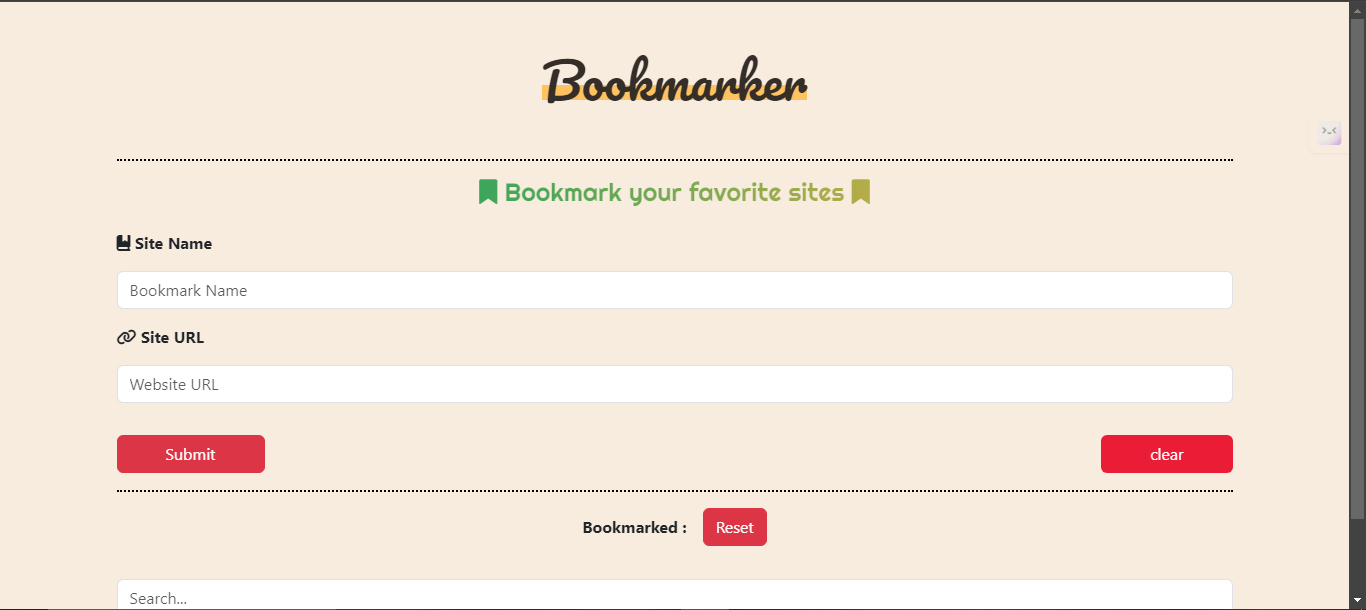 Bookmarker
Bookmark your favorite sites
Site Name
Bookmark Name
Site URL
Website URL
Submit
clear
Bookmarked :
Reset
Search...